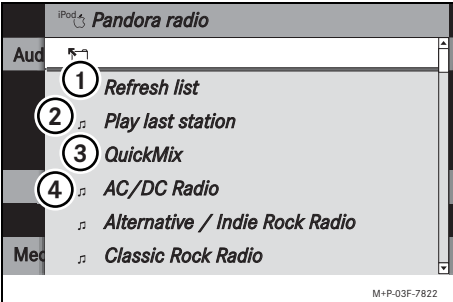 iPod Pandora radio
Aud
1 Refresh list
2 Play last station
3 QuickMix
4 AC/DC Radio
Alternative / Indie Rock Radio
Med Classic Rock Radio
M+P-03F-7822